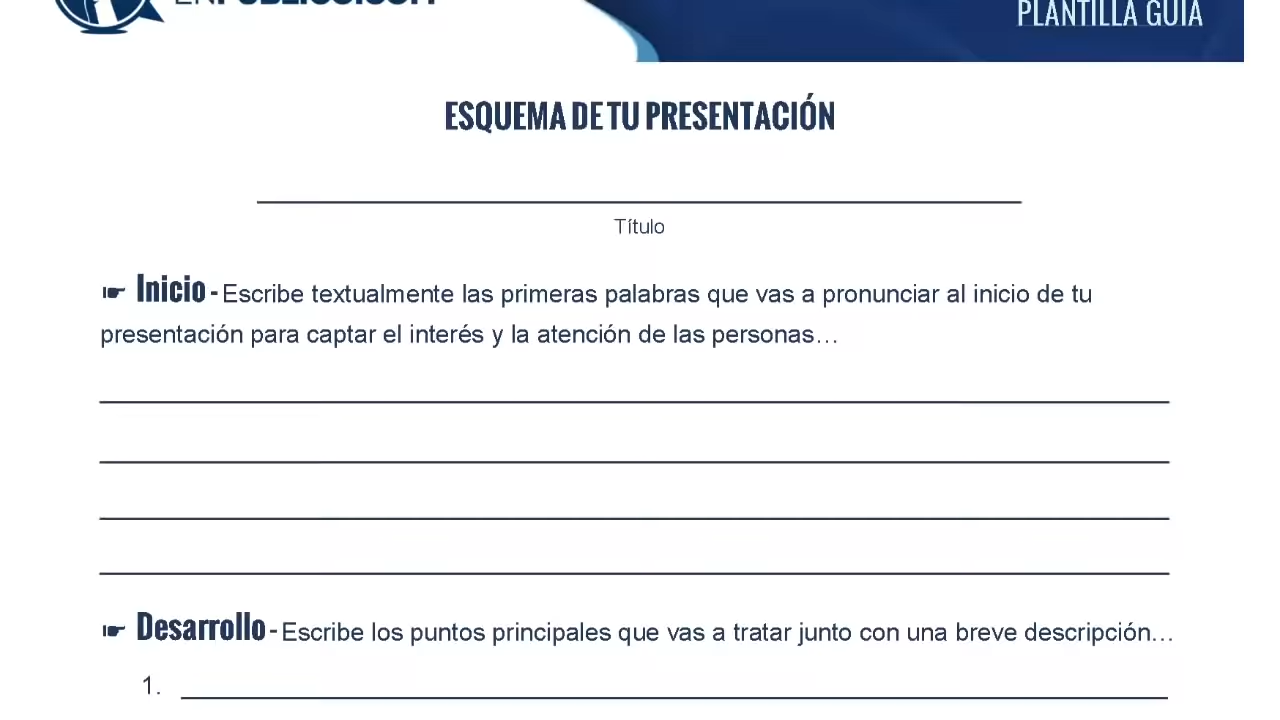 PLANTILLA GUÍA
ESQUEMA DE TU PRESENTACIÓN
Título
☛ Inicio - Escribe textualmente las primeras palabras que vas a pronunciar al inicio de tu
presentación para captar el interés y la atención de las personas…
☛ Desarrollo - Escribe los puntos principales que vas a tratar junto con una breve descripción…
1.